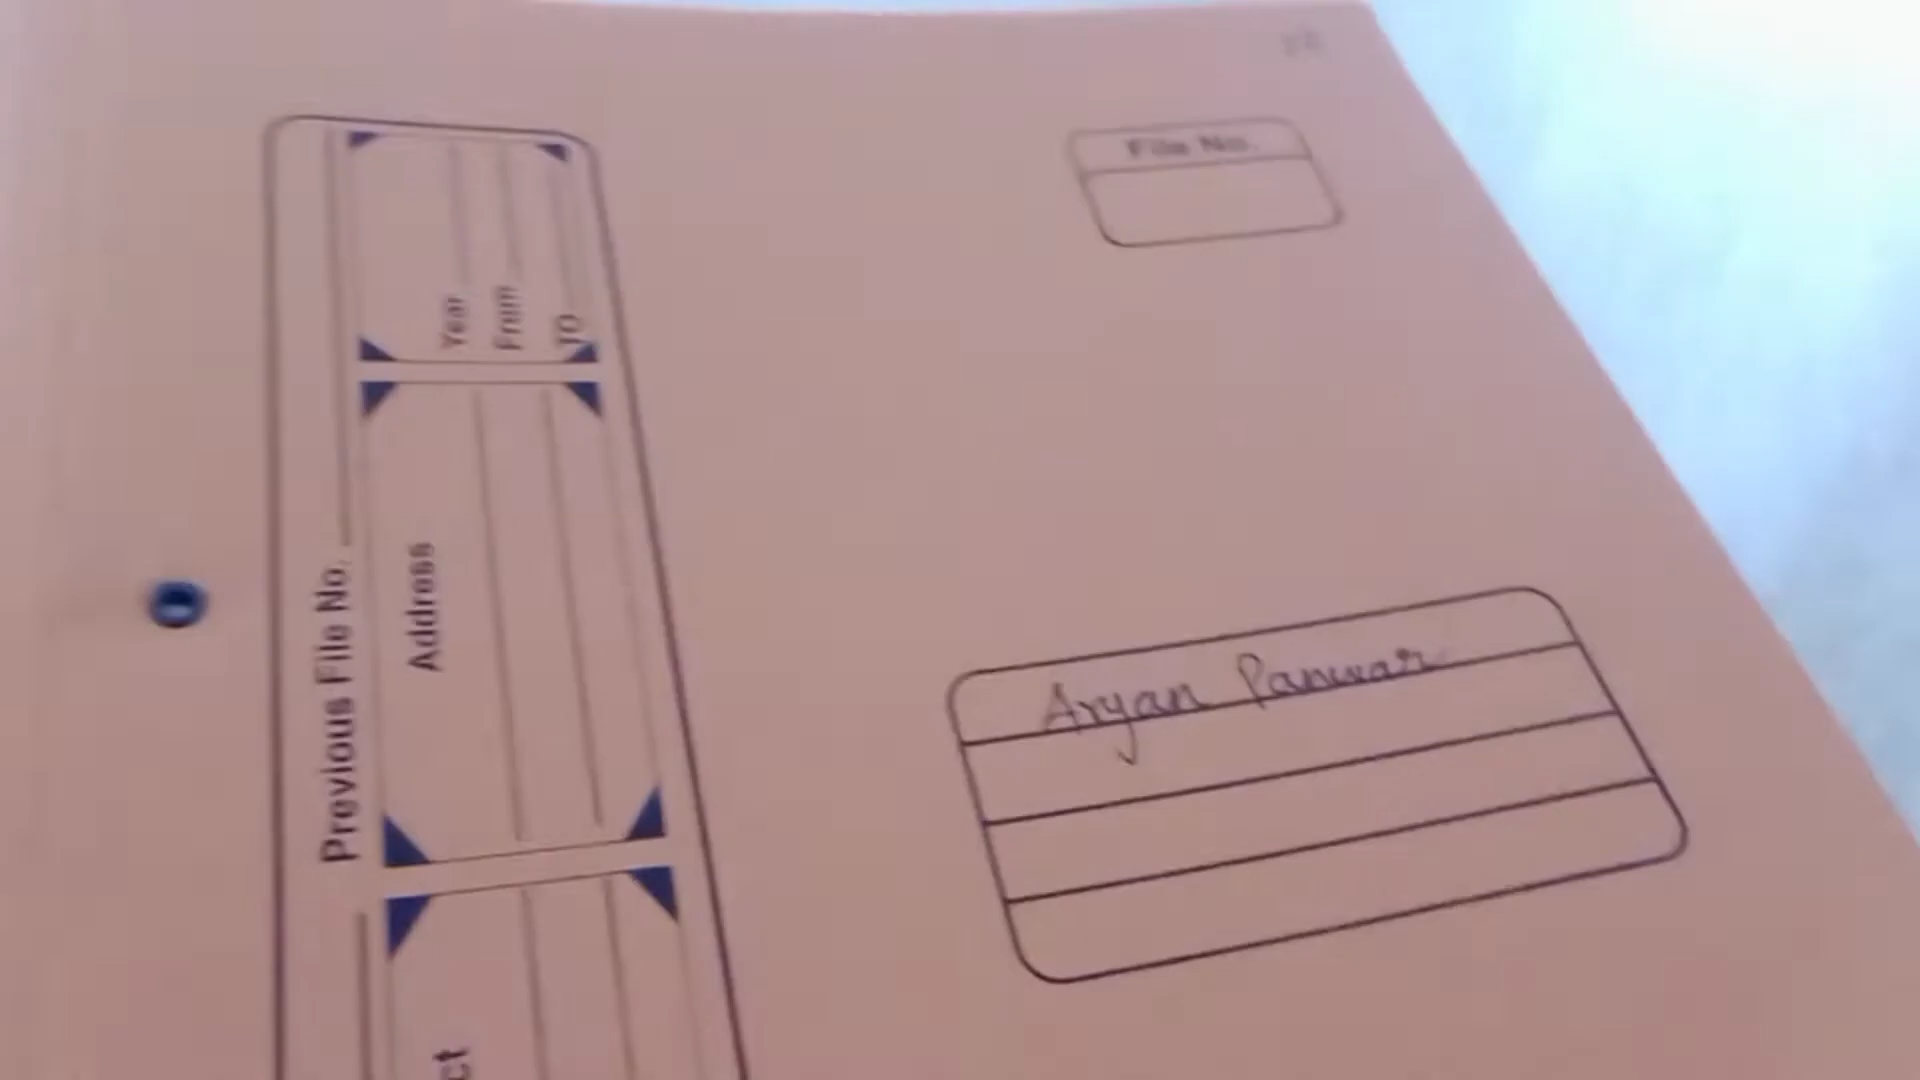 File No.
Aryan Panwar
Previous File No.
Year
From
TO
Address